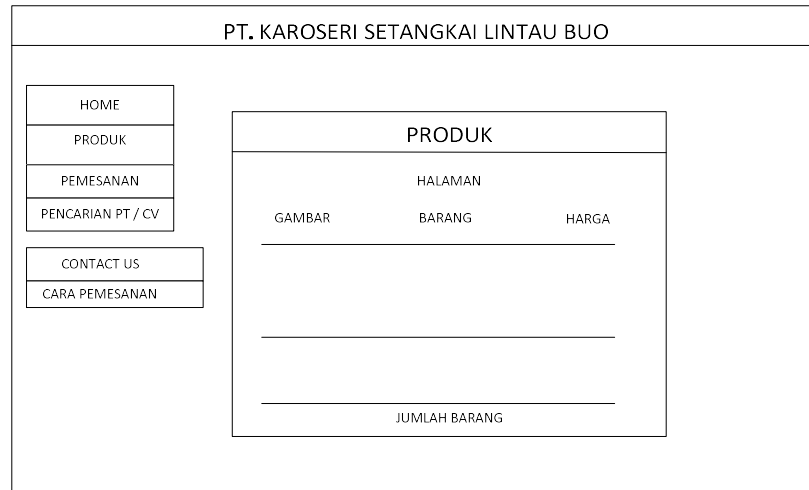 PT. KAROSERI SETANGKAI LINTAU BUO
HOME
PRODUK
PEMESANAN
PENCARIAN PT / CV
CONTACT US
CARA PEMESANAN
PRODUK
HALAMAN
GAMBAR BARANG HARGA
JUMLAH BARANG